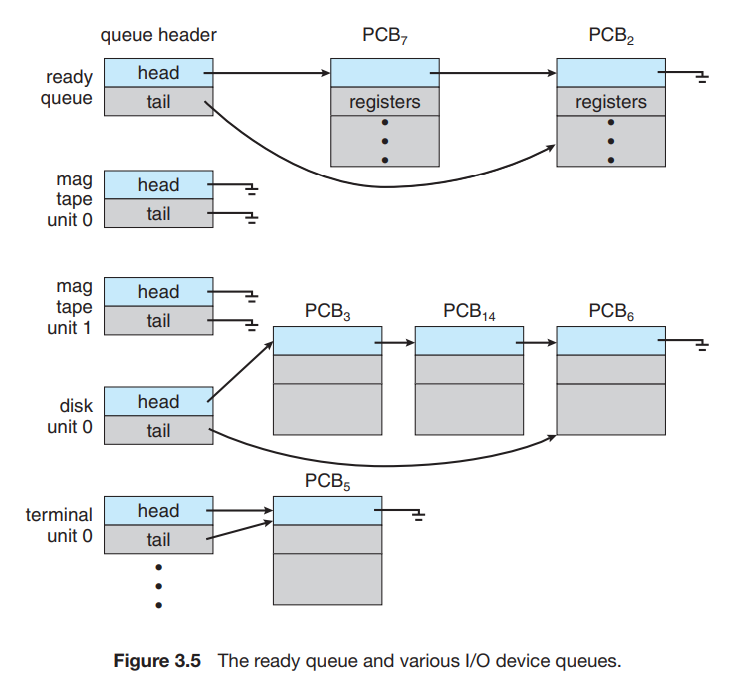 queue header
PCB₇
PCB₂
ready
queue
head
tail
registers
registers
mag
tape
unit 0
head
tail
mag
tape
unit 1
head
tail
PCB₃
PCB₁₄
PCB₆
disk
unit 0
head
tail
PCB₅
terminal
unit 0
head
tail
Figure 3.5 The ready queue and various I/O device queues.